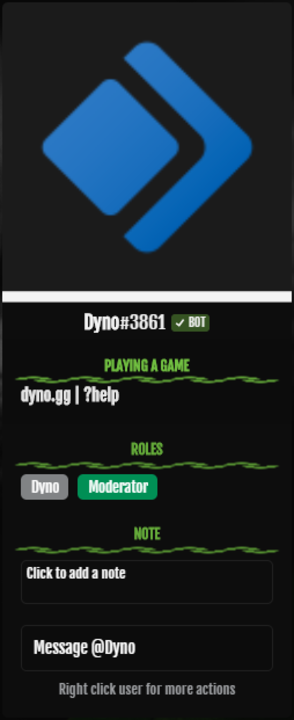 Dyno#3861 ✓ BOT
PLAYING A GAME
dyno.gg | ?help
ROLES
Dyno Moderator
NOTE
Click to add a note
Message @Dyno
Right click user for more actions